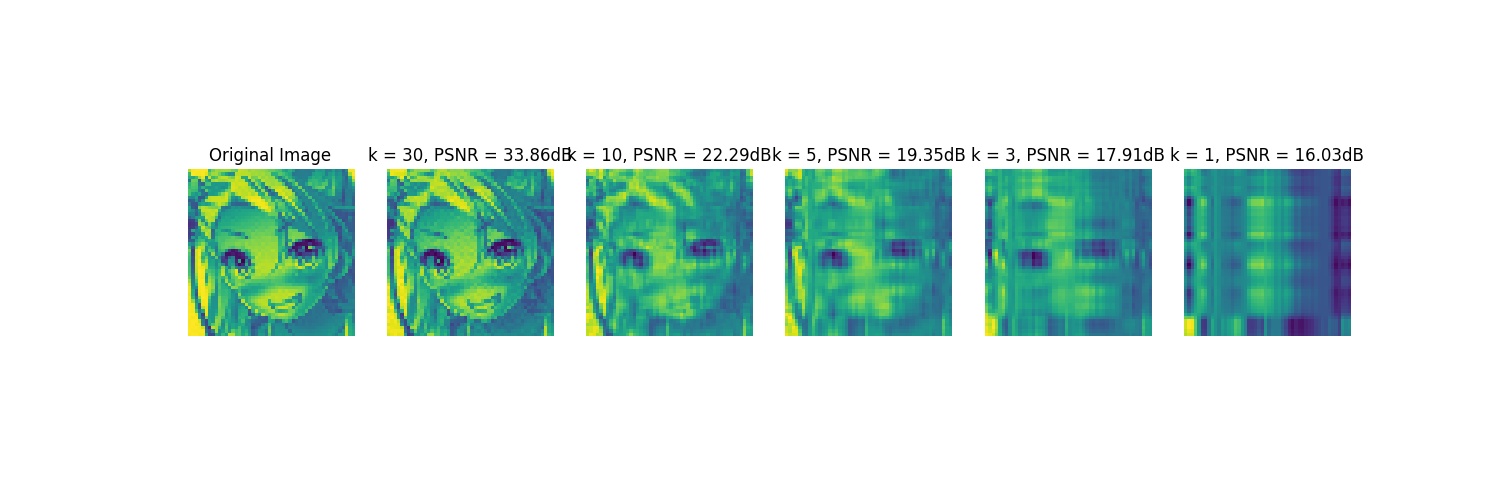 Original Image
k = 30, PSNR = 33.86dB
k = 10, PSNR = 22.29dB
k = 5, PSNR = 19.35dB
k = 3, PSNR = 17.91dB
k = 1, PSNR = 16.03dB